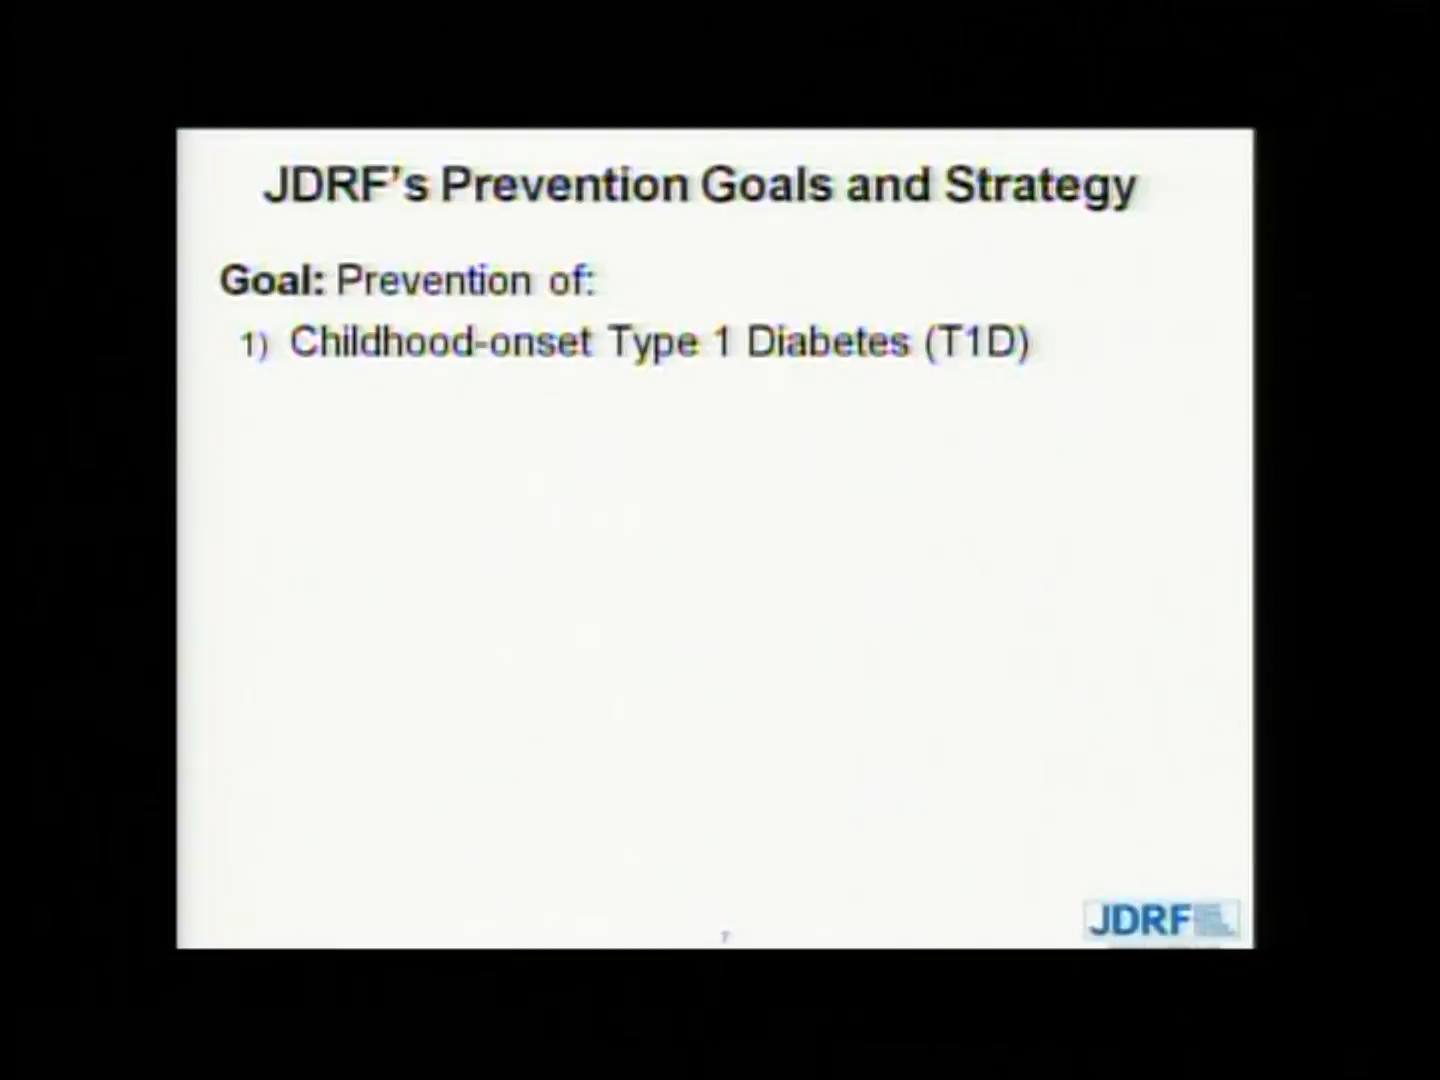 JDRF's Prevention Goals and Strategy
Goal: Prevention of:
1) Childhood-onset Type 1 Diabetes (T1D)
JDRF